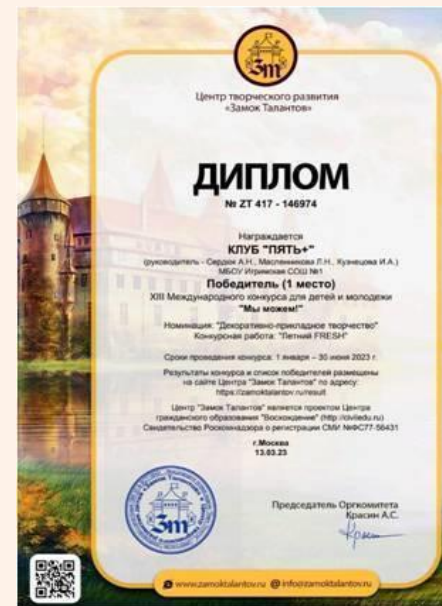 Зт
Центр творческого развития
«Замок Талантов»
ДИПЛОМ
№ ZT 417 - 146974
Награждается
КЛУБ "ПЯТЬ+"
(руководитель - Сердюк А.Н., Масленникова Л.Н., Кузнецова И.А.)
МБОУ Игримская СОШ №1
Победитель (1 место)
XIII Международного конкурса для детей и молодежи
"Мы можем!"
Номинация: "Декоративно-прикладное творчество"
Конкурсная работа: "Летний FRESH"
Сроки проведения конкурса: 1 января – 30 июня 2023 г.
Результаты конкурса и список победителей размещены
на сайте Центра "Замок Талантов" по адресу:
https://zamoktalantov.ru/result
Центр "Замок Талантов" является проектом Центра
гражданского образования "Восхождение" (http://civiledu.ru)
Свидетельство Роскомнадзора о регистрации СМИ №ФС77-56431
г.Москва
13.03.23
Зт
Председатель Оргкомитета
Красин А.С.
www.zamoktalantov.ru @ info@zamoktalantov.ru